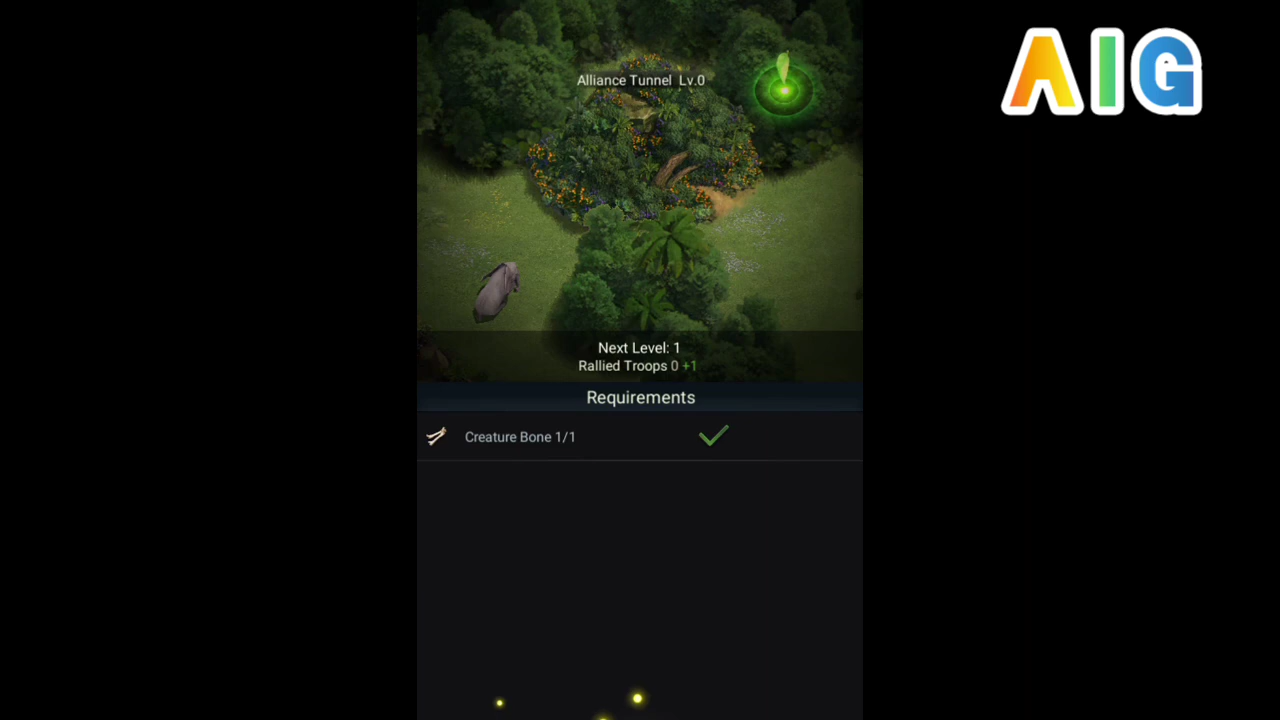 AIG
Alliance Tunnel Lv.0
Next Level: 1
Rallied Troops 0 +1
Requirements
Creature Bone 1/1